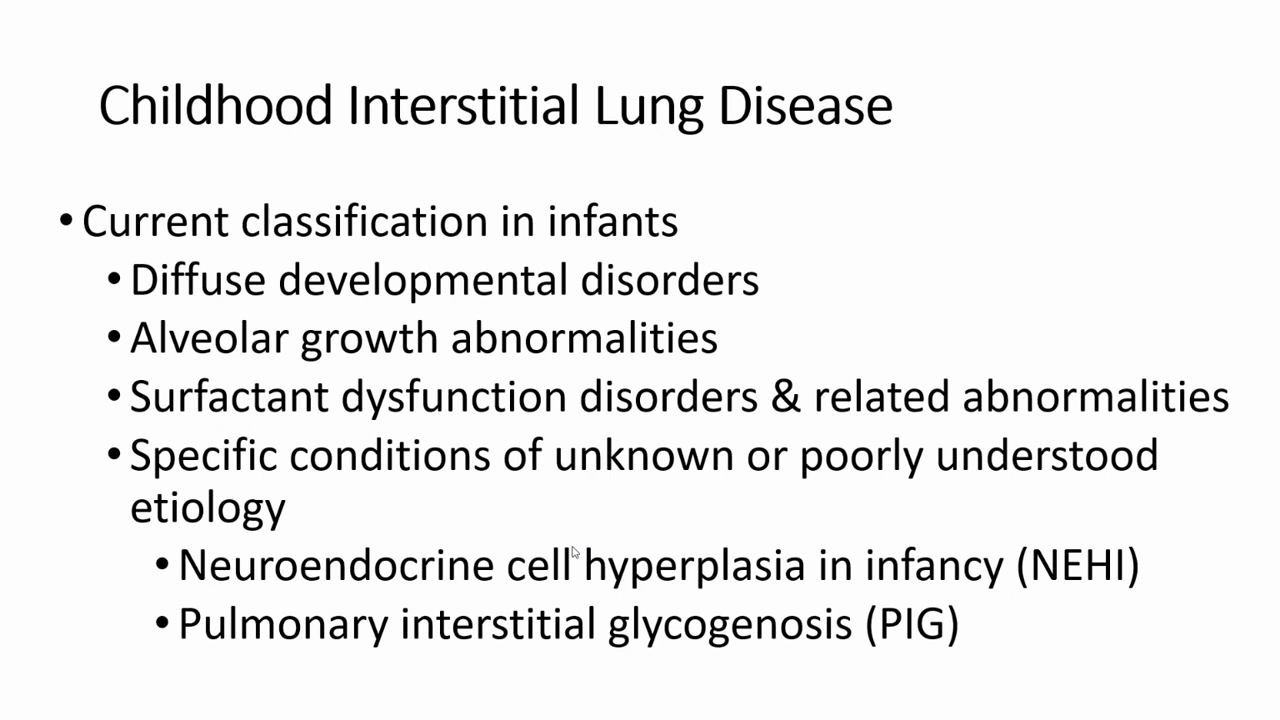 Childhood Interstitial Lung Disease
• Current classification in infants
• Diffuse developmental disorders
• Alveolar growth abnormalities
• Surfactant dysfunction disorders & related abnormalities
• Specific conditions of unknown or poorly understood
etiology
• Neuroendocrine cell hyperplasia in infancy (NEHI)
• Pulmonary interstitial glycogenosis (PIG)